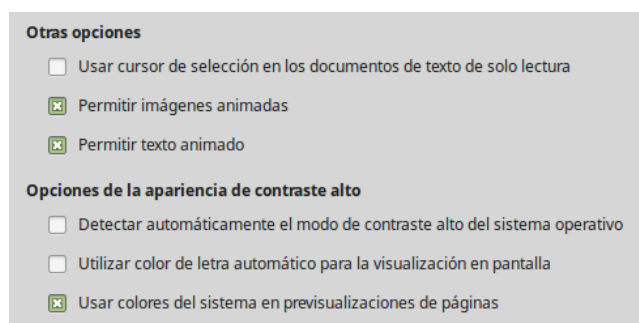 Otras opciones
Usar cursor de selección en los documentos de texto de solo lectura
Permitir imágenes animadas
Permitir texto animado
Opciones de la apariencia de contraste alto
Detectar automáticamente el modo de contraste alto del sistema operativo
Utilizar color de letra automático para la visualización en pantalla
Usar colores del sistema en previsualizaciones de páginas